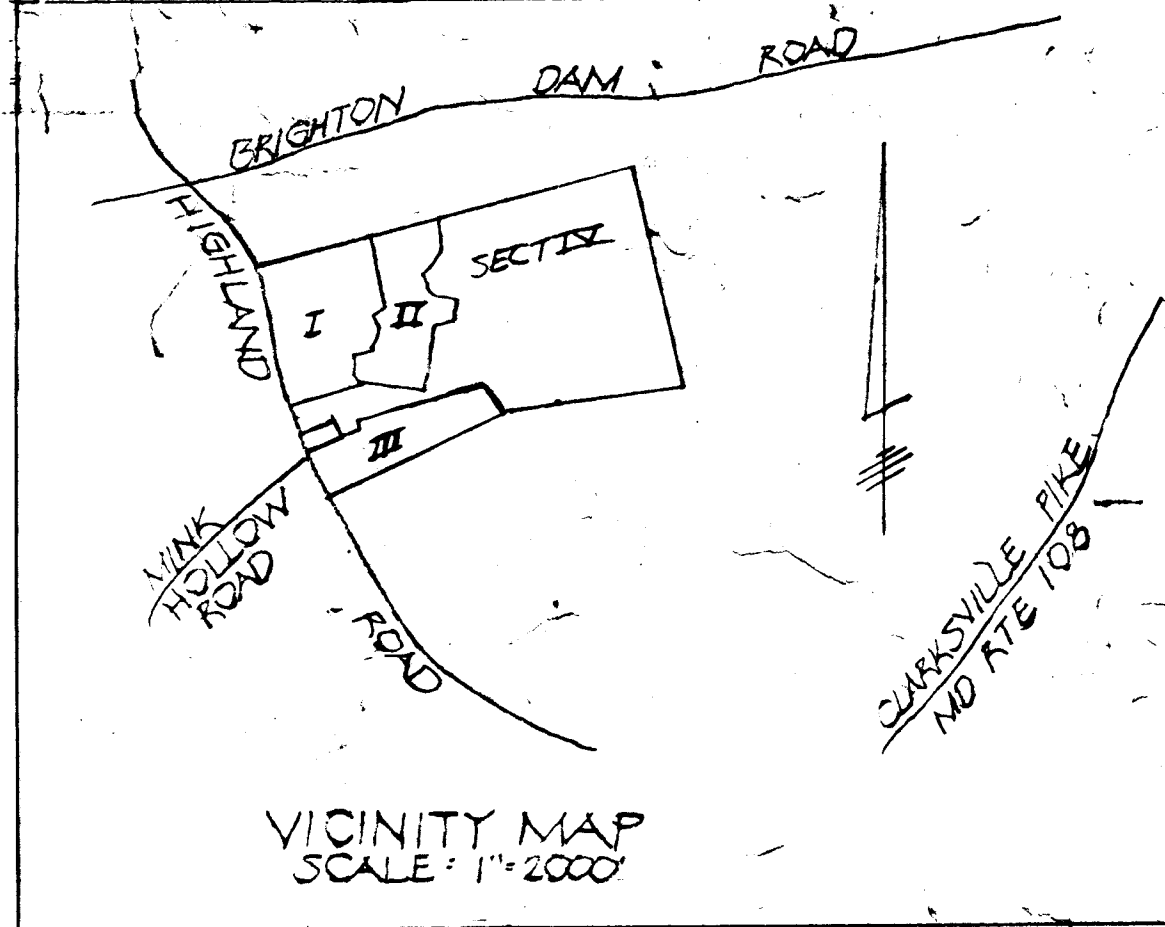 BRIGHTON DAM ROAD
HIGHLAND ROAD
SECT IV
I
II
III
MINK
HOLLOW
ROAD
CLARKSVILLE PIKE
MD RTE 108
VICINITY MAP
SCALE : 1"=2000'